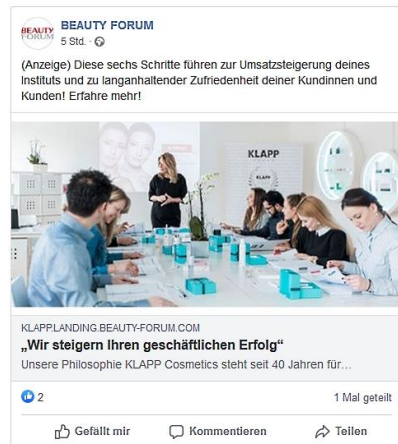 BEAUTY
FORUM
BEAUTY FORUM
5 Std. ·
(Anzeige) Diese sechs Schritte führen zur Umsatzsteigerung deines
Instituts und zu langanhaltender Zufriedenheit deiner Kundinnen und
Kunden! Erfahre mehr!
KLAPP
KLAPP.LANDING.BEAUTY-FORUM.COM
„Wir steigern Ihren geschäftlichen Erfolg“
Unsere Philosophie KLAPP Cosmetics steht seit 40 Jahren für…
2
1 Mal geteilt
Gefällt mir
Kommentieren
Teilen